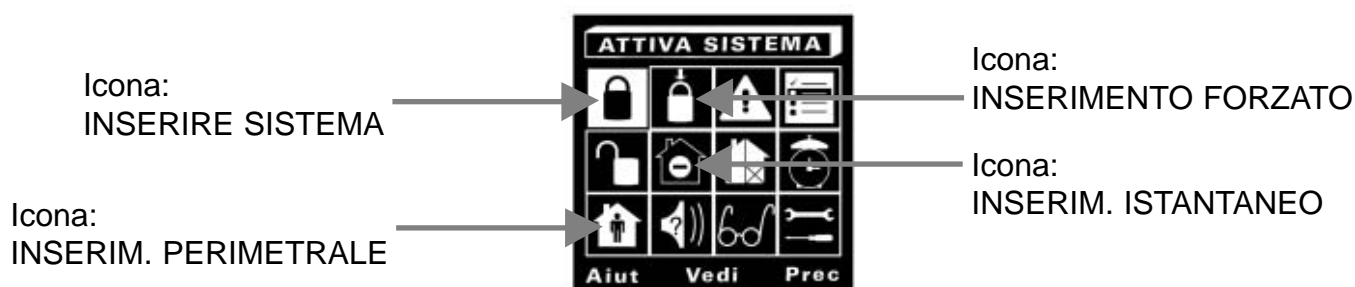 ATTIVA SISTEMA
Icona:
INSERIRE SISTEMA
Icona:
INSERIMENTO FORZATO
Icona:
INSERIM. ISTANTANEO
Icona:
INSERIM. PERIMETRALE
Aiut Vedi Prec